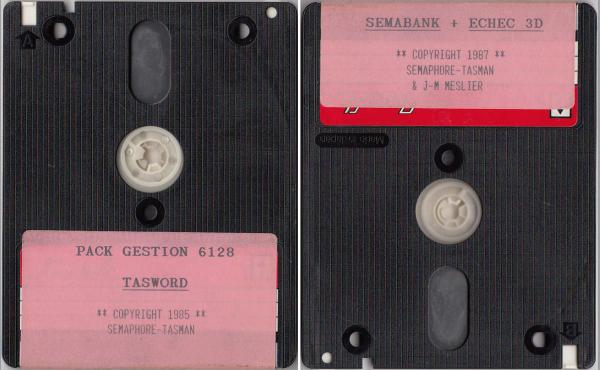 A
PACK GESTION 6128
TASWORD
** COPYRIGHT 1985 **
SEMAPHORE-TASMAN
SEMABANK + ECHEC 3D
** COPYRIGHT 1987 **
SEMAPHORE-TASMAN
& J-M MESLIER
Made in Japan
B